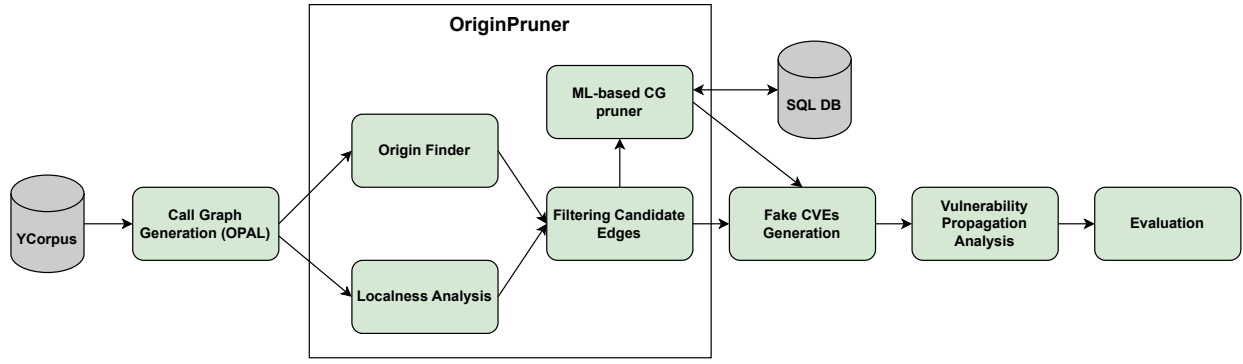 OriginPruner
ML-based CG
pruner
SQL DB
Origin Finder
YCorpus
Call Graph
Generation (OPAL)
Filtering Candidate
Edges
Fake CVEs
Generation
Vulnerability
Propagation
Analysis
Evaluation
Localness Analysis